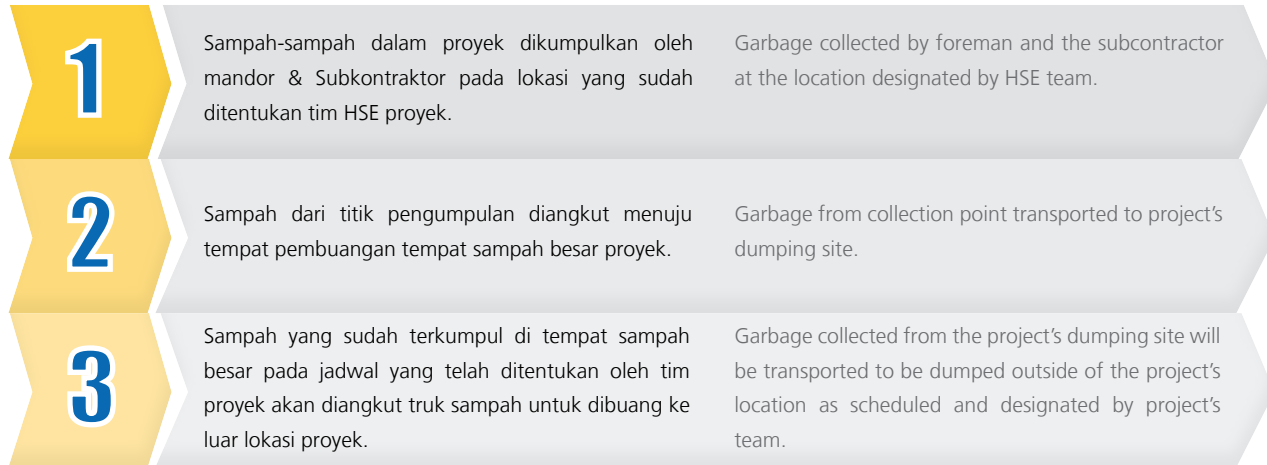 1
Sampah-sampah dalam proyek dikumpulkan oleh
mandor & Subkontraktor pada lokasi yang sudah
ditentukan tim HSE proyek.
Garbage collected by foreman and the subcontractor
at the location designated by HSE team.
2
Sampah dari titik pengumpulan diangkut menuju
tempat pembuangan tempat sampah besar proyek.
Garbage from collection point transported to project’s
dumping site.
3
Sampah yang sudah terkumpul di tempat sampah
besar pada jadwal yang telah ditentukan oleh tim
proyek akan diangkut truk sampah untuk dibuang ke
luar lokasi proyek.
Garbage collected from the project’s dumping site will
be transported to be dumped outside of the project’s
location as scheduled and designated by project’s
team.